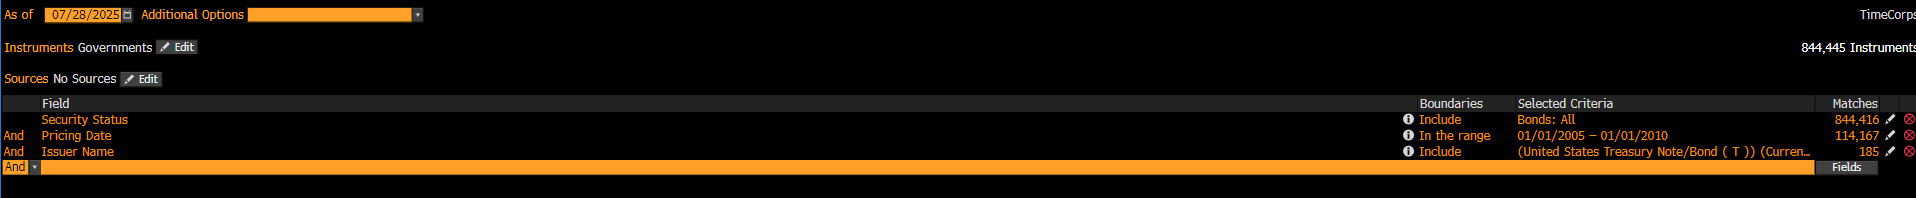 As of 07/28/2025 Additional Options TimeCorps
Instruments Governments Edit 844,445 Instruments
Sources No Sources Edit
Field Boundaries Selected Criteria Matches
Security Status Include Bonds: All 844,416
And Pricing Date In the range 01/01/2005 – 01/01/2010 114,167
And Issuer Name Include (United States Treasury Note/Bond ( T )) (Curren... 185
And Fields